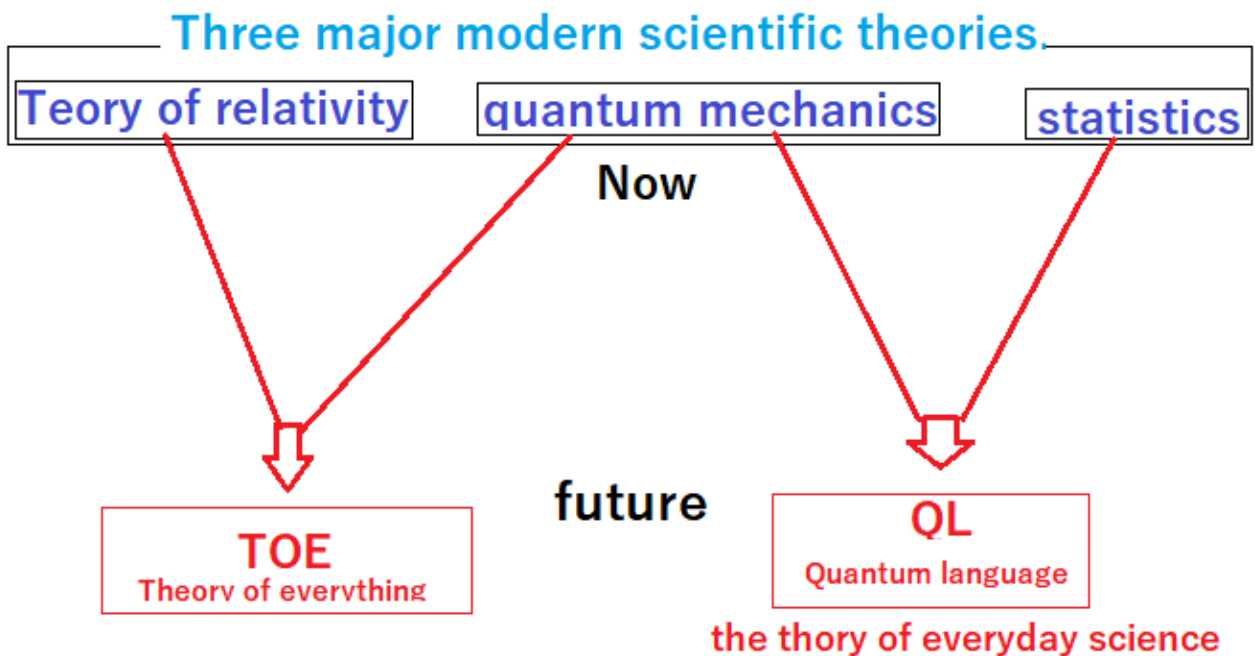 Three major modern scientific theories.
Teory of relativity
quantum mechanics
statistics
Now
future
TOE
Theory of everything
QL
Quantum language
the thory of everyday science